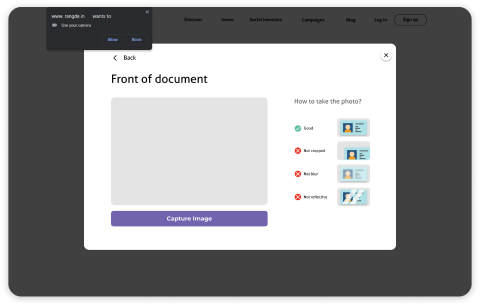 www. rangde.in wants to
Use your camera
Allow Block
Discover Invest Social Investors Campaigns Blog Log in Sign up
Back
Front of document
How to take the photo?
Good
Not cropped
Not blur
Not reflective
Capture Image